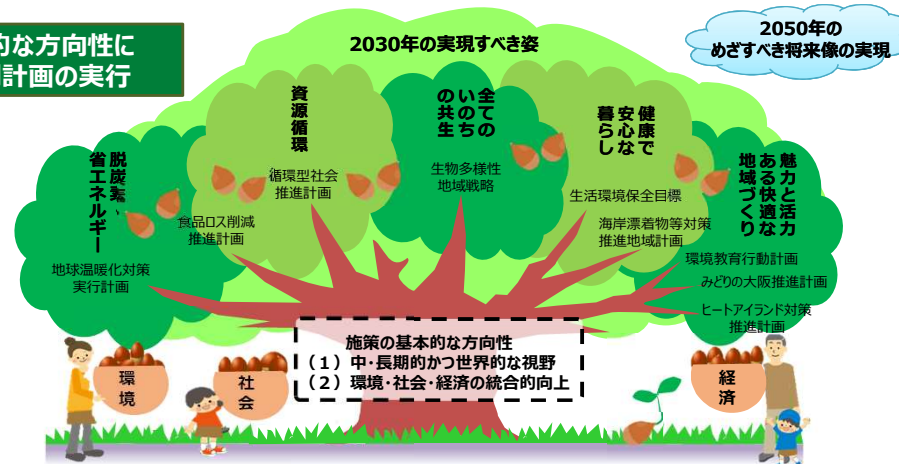 的な方向性に
計画の実行
2030年の実現すべき姿
2050年の
めざすべき将来像の実現
脱炭素、
省エネルギー
地球温暖化対策
実行計画
資源循環
循環型社会
推進計画
食品ロス削減
推進計画
全ての
いのち
の共生
生物多様性
地域戦略
健康で
安心な
暮らし
生活環境保全目標
海岸漂着物等対策
推進地域計画
魅力と活力
ある快適な
地域づくり
環境教育行動計画
みどりの大阪推進計画
ヒートアイランド対策
推進計画
施策の基本的な方向性
（１）中・長期的かつ世界的な視野
（２）環境・社会・経済の統合的向上
環境
社会
経済